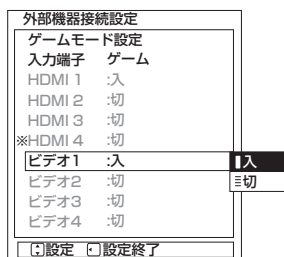 外部機器接続設定
ゲームモード設定
入力端子 ゲーム
HDMI 1 :入
HDMI 2 :切
HDMI 3 :切
※HDMI 4 :切
ビデオ1 :入
入
ビデオ2 :切
切
ビデオ3 :切
ビデオ4 :切
設定 設定終了